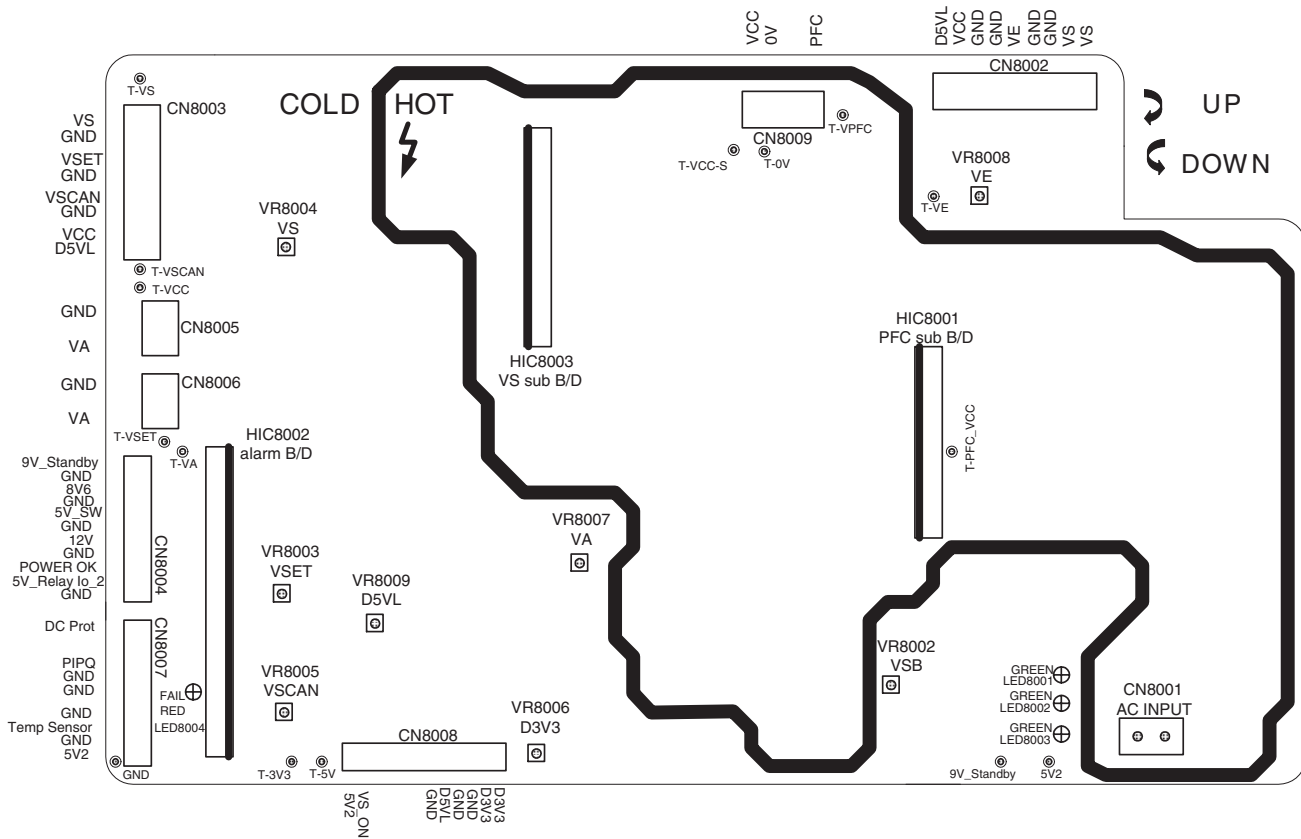 VCC
0V
PFC
D5VL
VCC
GND
GND
VE
GND
GND
VS
VS
T-VS
CN8003
COLD
HOT
CN8002
UP
DOWN
CN8009
T-VPFC
T-VCC-S
T-0V
VR8008
VE
T-VE
VS
GND
VSET
GND
VSCAN
GND
VCC
D5VL
VR8004
VS
T-VSCAN
T-VCC
GND
VA
CN8005
HIC8003
VS sub B/D
HIC8001
PFC sub B/D
GND
VA
CN8006
T-VSET
T-VA
HIC8002
alarm B/D
T-PFC_VCC
9V_Standby
GND
8V6
GND
5V_SW
GND
12V
GND
POWER OK
5V_Relay Io_2
GND
CN8004
VR8007
VA
VR8003
VSET
VR8009
D5VL
DC Prot
PIPQ
GND
GND
GND
Temp Sensor
GND
5V2
CN8007
FAIL
RED
LED8004
GND
VR8005
VSCAN
VR8002
VSB
GREEN
LED8001
GREEN
LED8002
GREEN
LED8003
CN8001
AC INPUT
VR8006
D3V3
CN8008
T-3V3
T-5V
9V_Standby
5V2
5V2
VS_ON
GND
D5VL
GND
GND
D3V3
D3V3